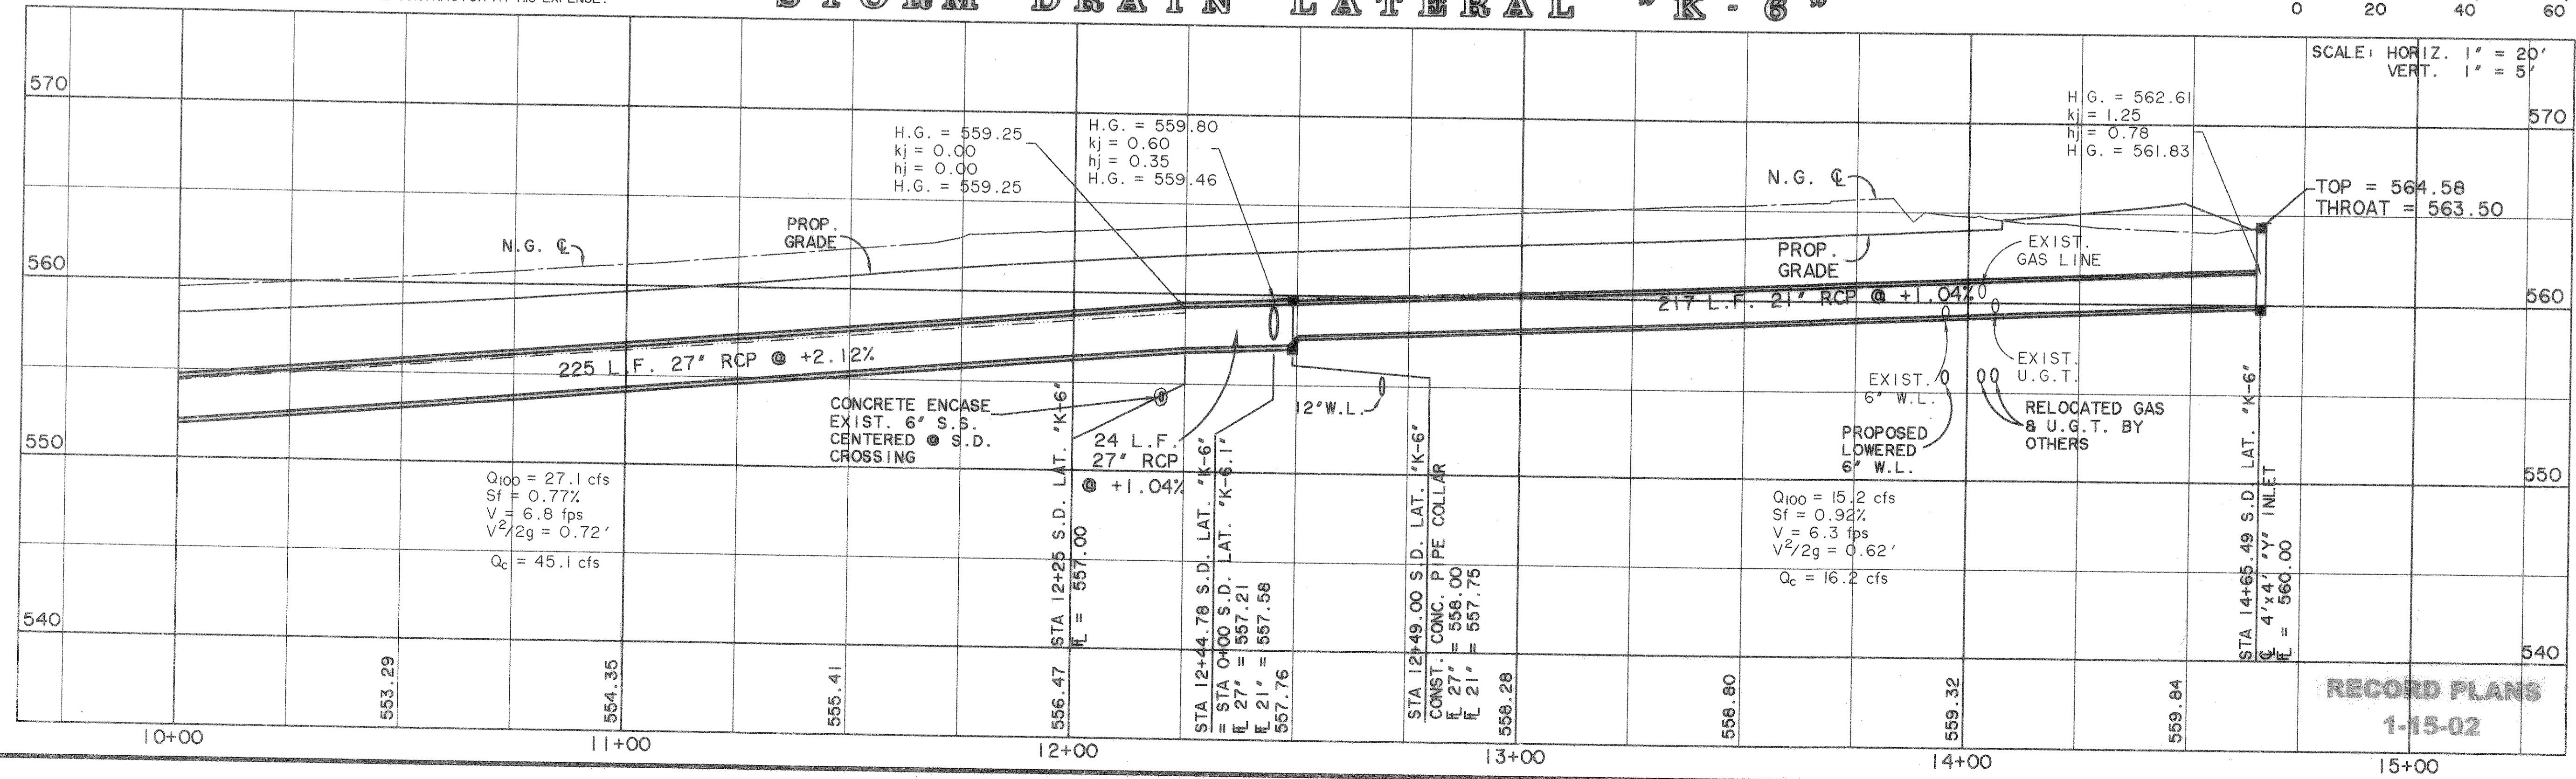 STORM DRAIN LATERAL "K-6"
0 20 40 60'
SCALE: HORIZ. 1" = 20'
VERT. 1" = 5'
570
560
550
540
570
560
550
540
N.G. ℄
PROP.
GRADE
H.G. = 559.25
kj = 0.00
hj = 0.00
H.G. = 559.25
H.G. = 559.80
kj = 0.60
hj = 0.35
H.G. = 559.46
N.G. ℄
PROP.
GRADE
H.G. = 562.61
kj = 1.25
hj = 0.78
H.G. = 561.83
TOP = 564.58
THROAT = 563.50
EXIST.
GAS LINE
225 L.F. 27" RCP @ +2.12%
217 L.F. 21" RCP @ +1.04%
CONCRETE ENCASE
EXIST. 6" S.S.
CENTERED @ S.D.
CROSSING
24 L.F.
27" RCP
@ +1.04%
12" W.L.
EXIST.
6" W.L.
EXIST.
U.G.T.
PROPOSED
LOWERED
6" W.L.
RELOCATED GAS
& U.G.T. BY
OTHERS
Q100 = 27.1 cfs
Sf = 0.77%
V = 6.8 fps
V²/2g = 0.72'
Qc = 45.1 cfs
Q100 = 15.2 cfs
Sf = 0.92%
V = 6.3 fps
V²/2g = 0.62'
Qc = 16.2 cfs
553.29
554.35
555.41
556.47
STA 12+25 S.D. LAT. "K-6"
FL = 557.00
STA 12+44.78 S.D. LAT. "K-6"
= STA 0+00 S.D. LAT. "K-6.1"
FL 27" = 557.21
FL 21" = 557.58
557.76
STA 12+49.00 S.D. LAT. "K-6"
CONST. CONC. PIPE COLLAR
FL 27" = 558.00
FL 21" = 557.75
558.28
558.80
559.32
559.84
STA 14+65.49 S.D. LAT. "K-6"
℄ 4'x4' "Y" INLET
FL = 560.00
RECORD PLANS
1-15-02
10+00
11+00
12+00
13+00
14+00
15+00